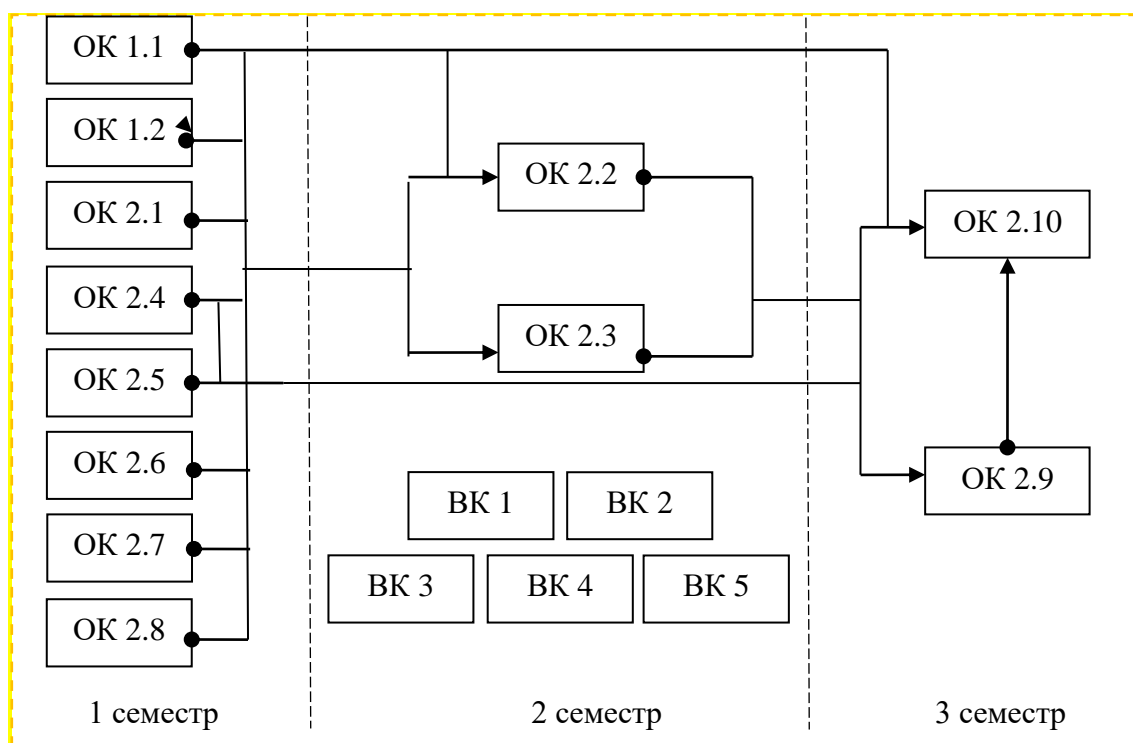 ОК 1.1
ОК 1.2
ОК 2.1
ОК 2.4
ОК 2.5
ОК 2.6
ОК 2.7
ОК 2.8
1 семестр
ОК 2.2
ОК 2.3
ВК 1
ВК 2
ВК 3
ВК 4
ВК 5
2 семестр
ОК 2.10
ОК 2.9
3 семестр